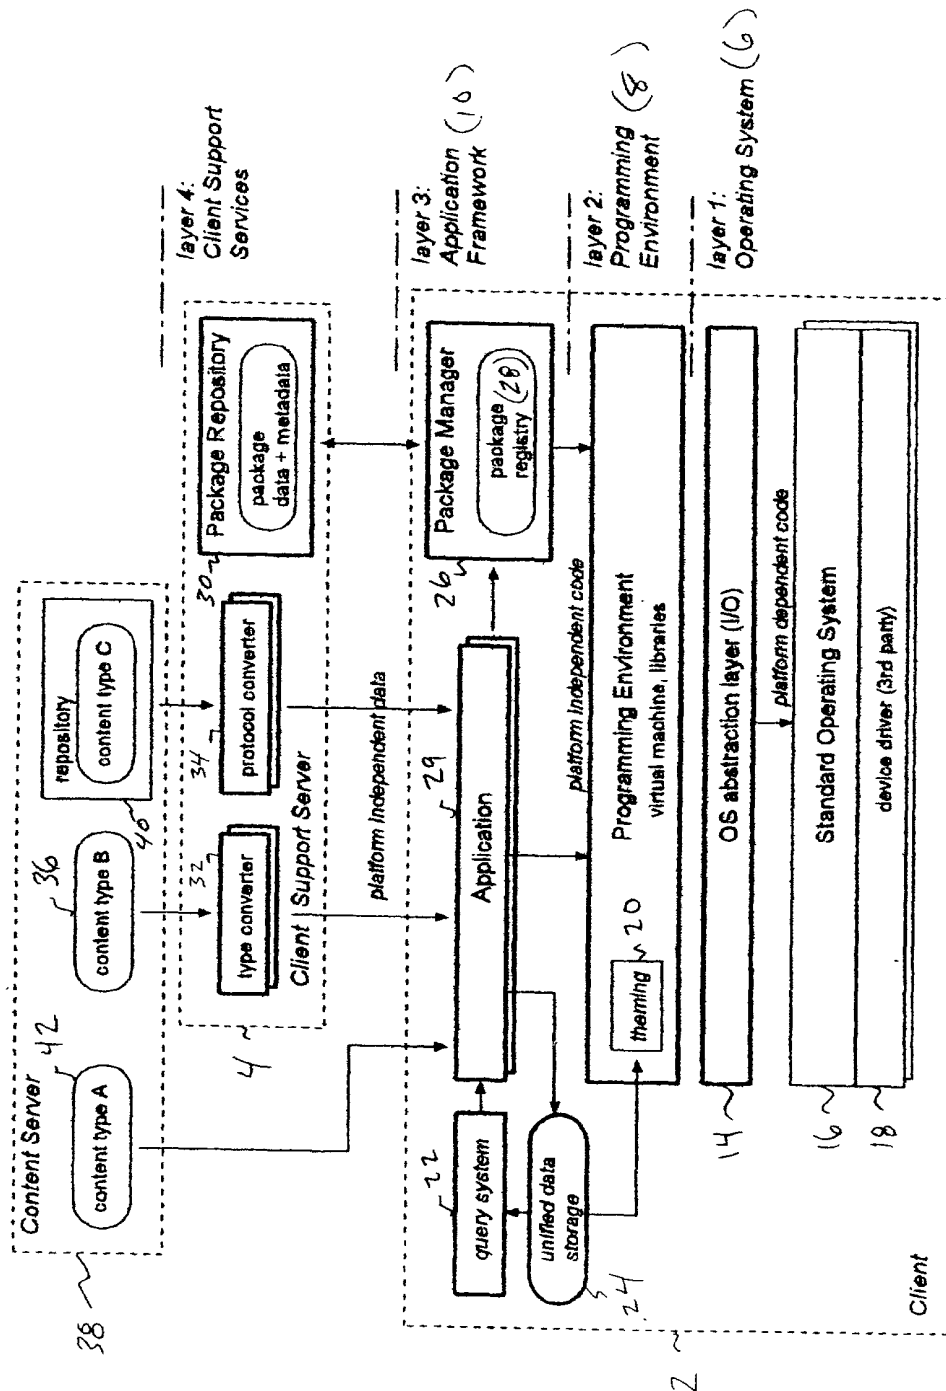 Content Server
38
content type A
42
content type B
36
repository
content type C
40
4
type converter
32
protocol converter
34
Client Support Server
Package Repository
30
package
data + metadata
layer 4:
Client Support
Services
platform independent data
query system
22
unified data
storage
24
Application
29
Package Manager
26
package
registry (28)
layer 3:
Application (10)
Framework
platform independent code
theming
20
Programming Environment
virtual machine, libraries
layer 2:
Programming (8)
Environment
OS abstraction layer (I/O)
14
layer 1:
Operating System (6)
platform dependent code
Standard Operating System
16
device driver (3rd party)
18
Client
2